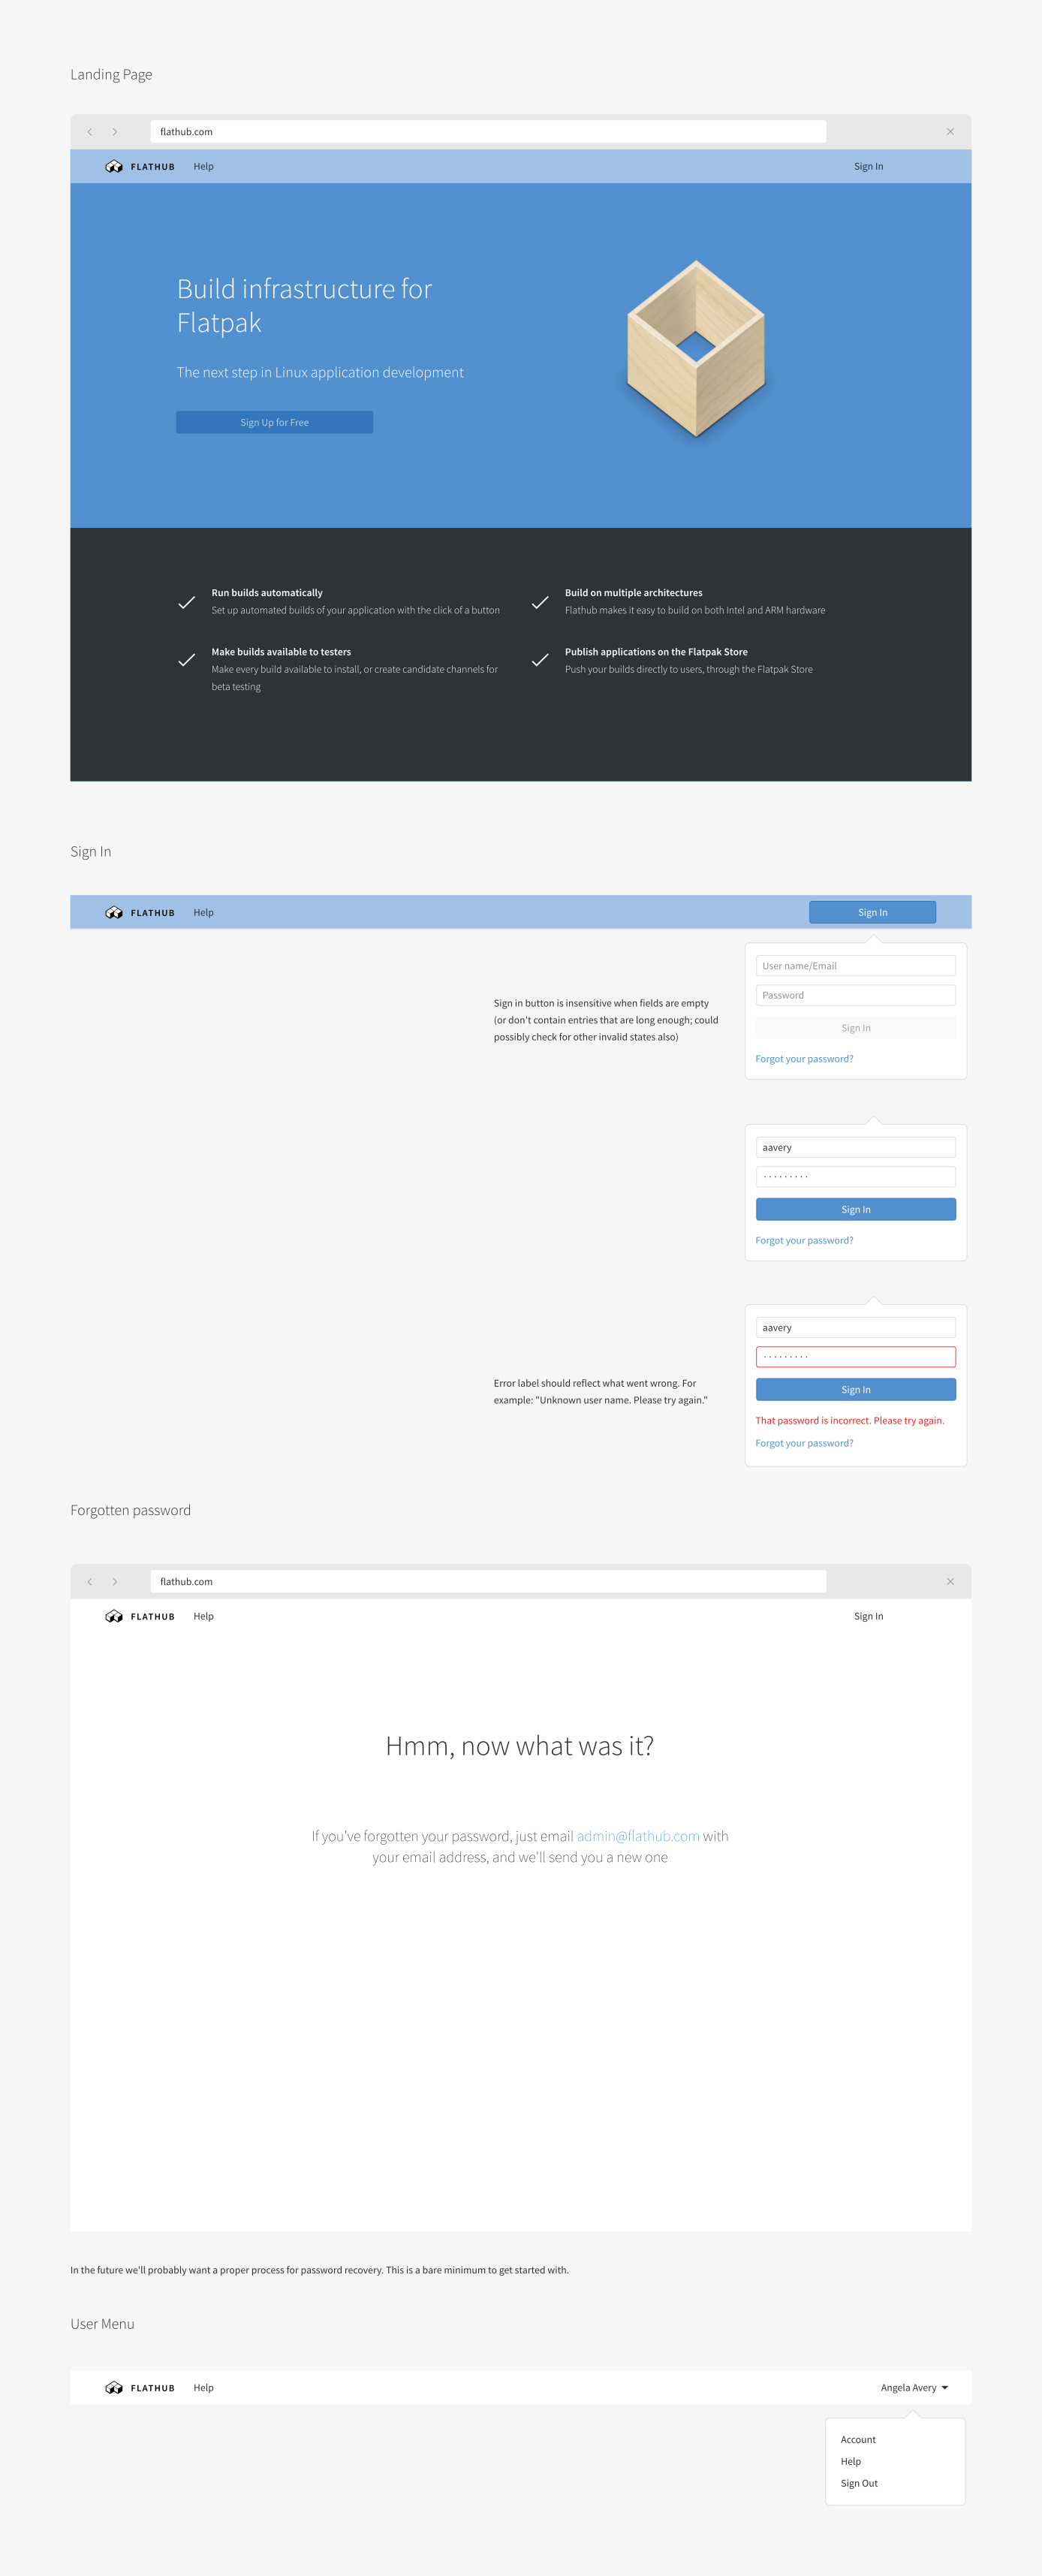 Landing Page
flathub.com
FLATHUB Help Sign In
Build infrastructure for
Flatpak
The next step in Linux application development
Sign Up for Free
Run builds automatically
Set up automated builds of your application with the click of a button
Build on multiple architectures
Flathub makes it easy to build on both Intel and ARM hardware
Make builds available to testers
Make every build available to install, or create candidate channels for
beta testing
Publish applications on the Flatpak Store
Push your builds directly to users, through the Flatpak Store
Sign In
FLATHUB Help Sign In
User name/Email
Password
Sign In
Forgot your password?
Sign in button is insensitive when fields are empty
(or don't contain entries that are long enough; could
possibly check for other invalid states also)
aavery
Sign In
Forgot your password?
aavery
Sign In
That password is incorrect. Please try again.
Forgot your password?
Error label should reflect what went wrong. For
example: "Unknown user name. Please try again."
Forgotten password
flathub.com
FLATHUB Help Sign In
Hmm, now what was it?
If you've forgotten your password, just email admin@flathub.com with
your email address, and we'll send you a new one
In the future we'll probably want a proper process for password recovery. This is a bare minimum to get started with.
User Menu
FLATHUB Help Angela Avery
Account
Help
Sign Out